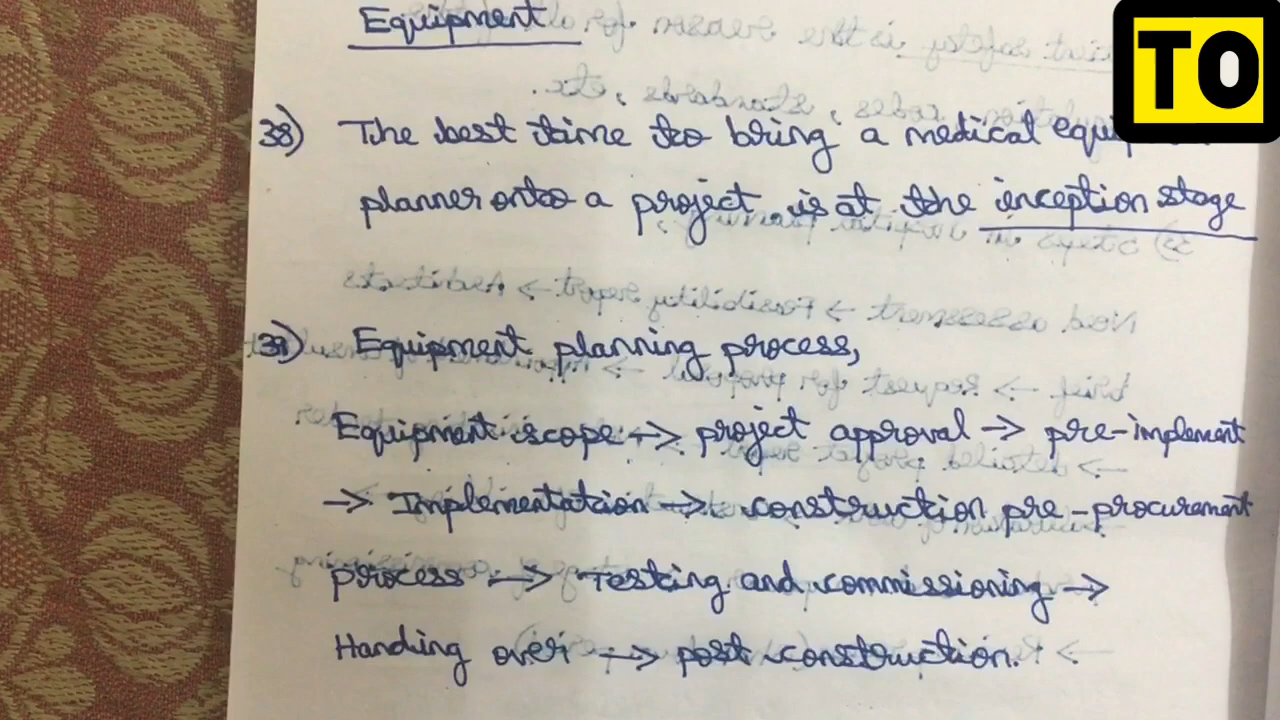 Equipment
TO
38) The best time to bring a medical
planner onto a project is at the inception stage
39) Equipment planning process,
Equipment scope → project approval → pre-implement
→ Implementation → construction pre-procurement
process → Testing and commissioning →
Handing over → post construction.